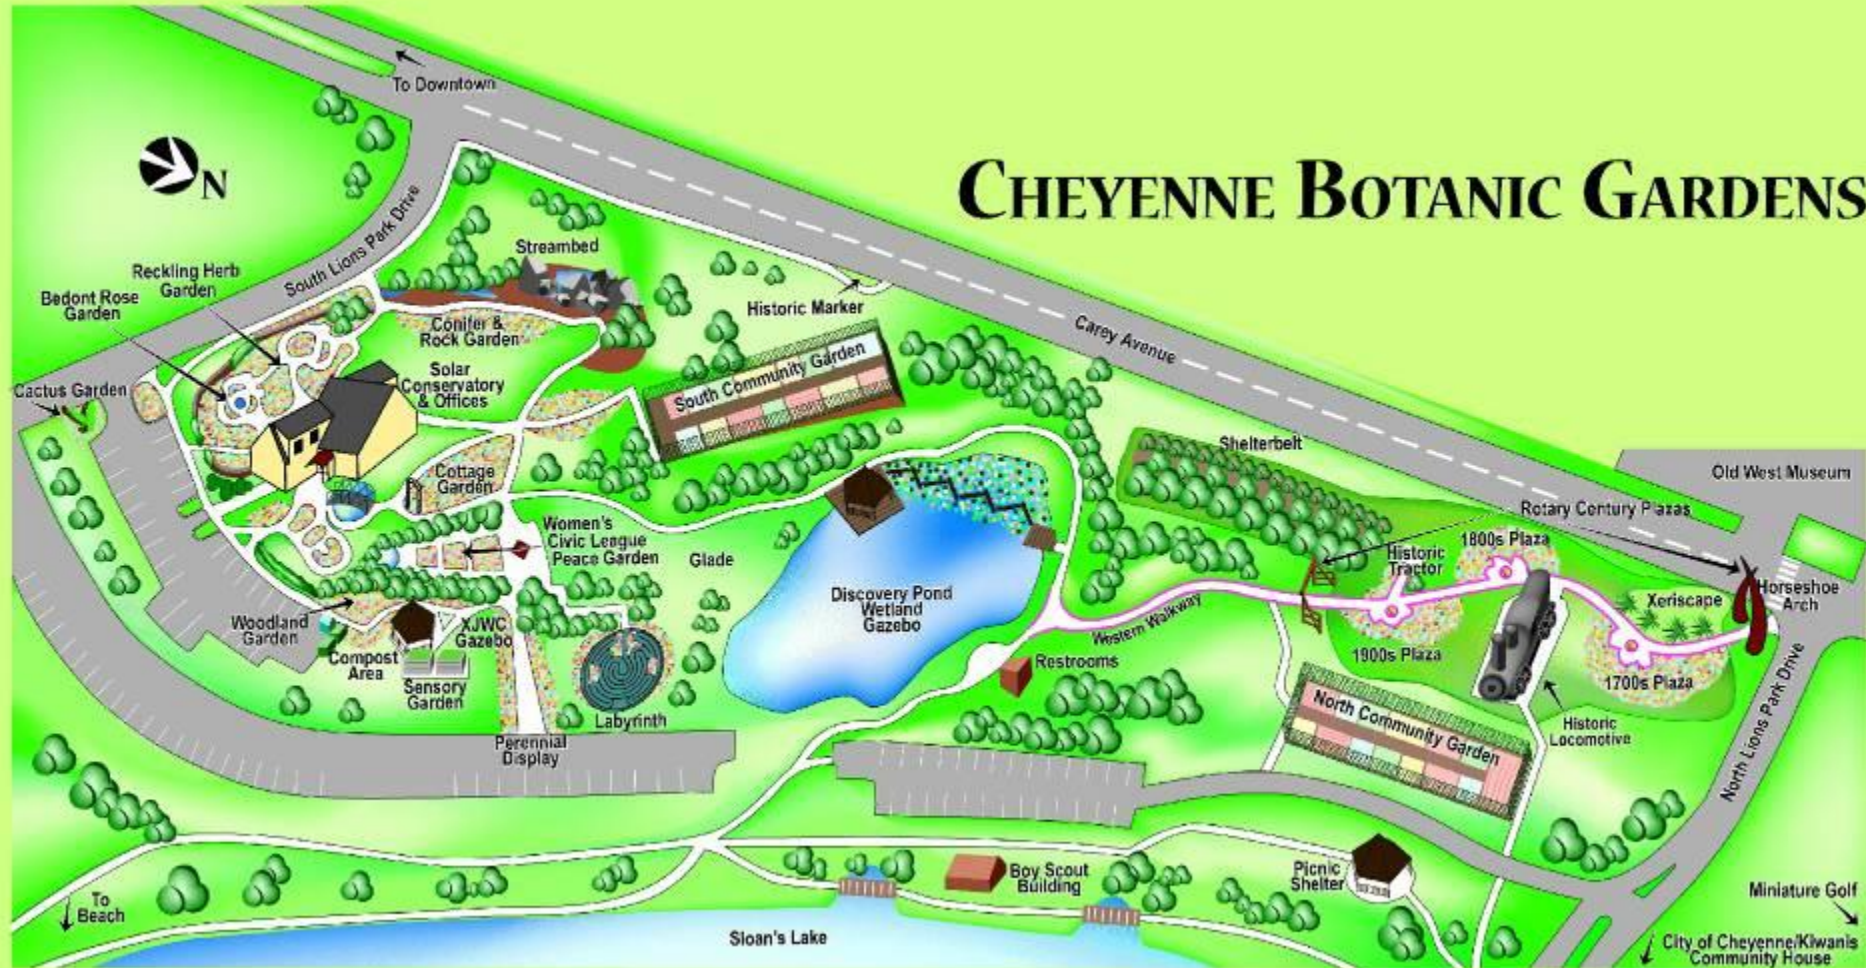 To Downtown
CHEYENNE BOTANIC GARDENS
N
South Lions Park Drive
Streambed
Reckling Herb
Garden
Bedont Rose
Garden
Historic Marker
Carey Avenue
Conifer &
Rock Garden
Solar
Conservatory
& Offices
South Community Garden
Cactus Garden
Shelterbelt
Old West Museum
Cottage
Garden
Rotary Century Plazas
Women's
Civic League
Peace Garden
Glade
1800s Plaza
Historic
Tractor
Discovery Pond
Wetland
Gazebo
Horseshoe
Arch
Xeriscape
Western Walkway
Woodland
Garden
XJWC
Gazebo
Compost
Area
Sensory
Garden
Restrooms
1900s Plaza
1700s Plaza
Labyrinth
North Community Garden
Historic
Locomotive
North Lions Park Drive
Perennial
Display
Boy Scout
Building
Picnic
Shelter
To
Beach
Sloan's Lake
Miniature Golf
City of Cheyenne/Kiwanis
Community House